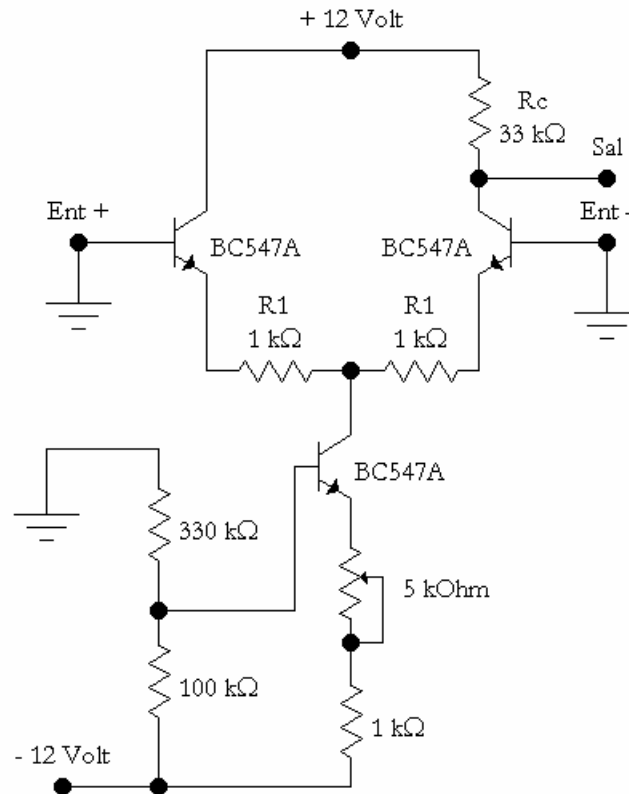 + 12 Volt
Rc
33 kΩ
Sal
Ent +
Ent -
BC547A
BC547A
R1
1 kΩ
R1
1 kΩ
BC547A
330 kΩ
5 kOhm
100 kΩ
1 kΩ
- 12 Volt